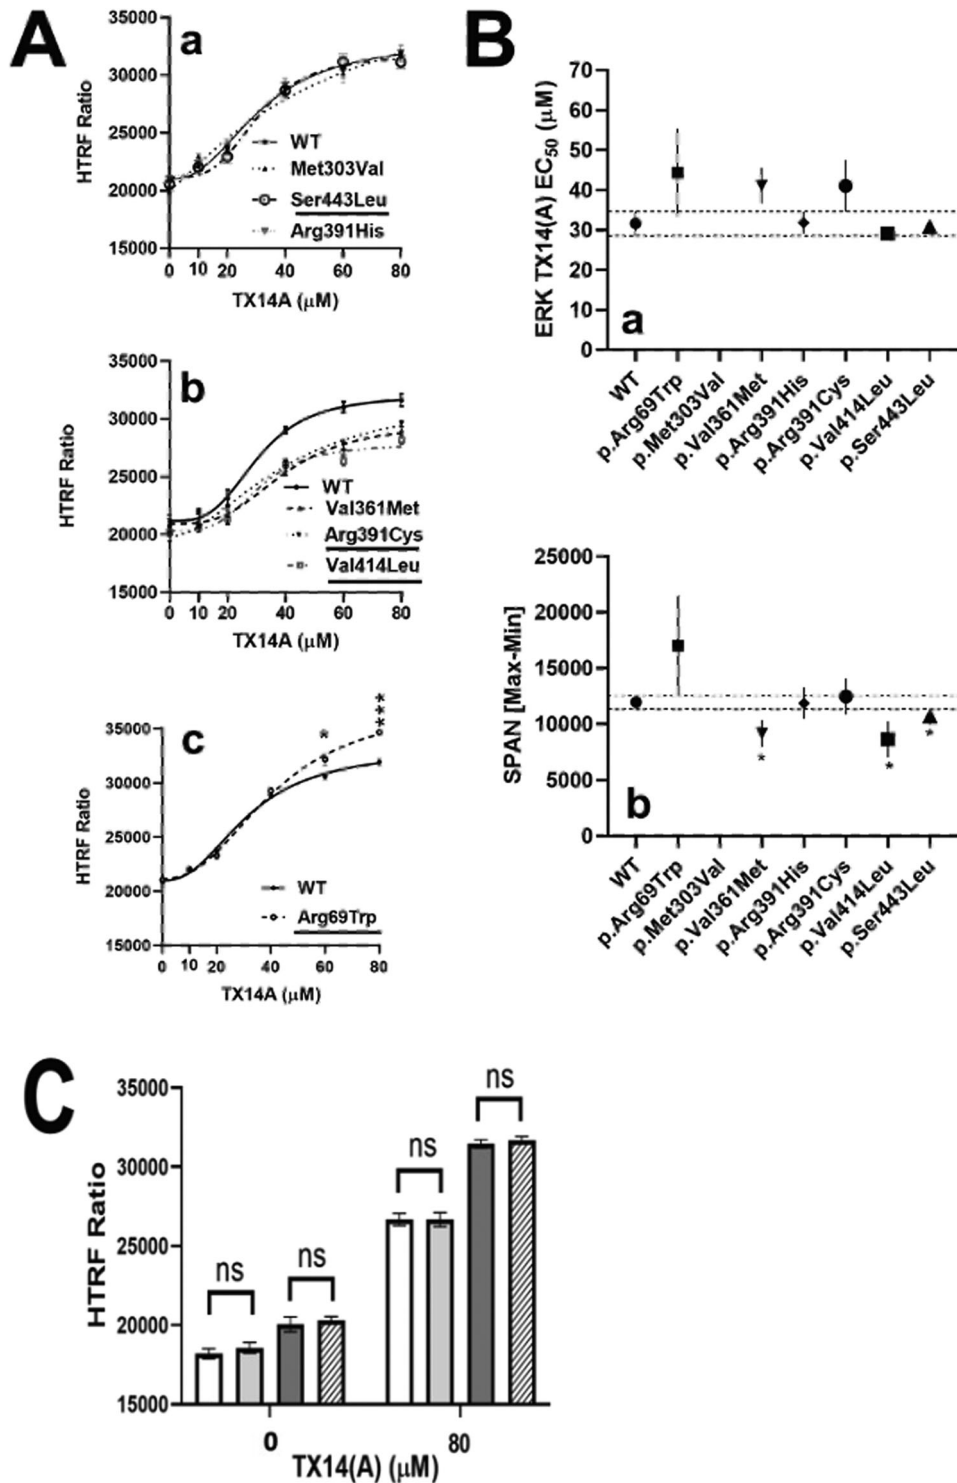 A
a
HTRF Ratio
35000
30000
25000
20000
15000
WT
Met303Val
Ser443Leu
Arg391His
0 10 20 40 60 80
TX14A (μM)
b
HTRF Ratio
35000
30000
25000
20000
15000
WT
Val361Met
Arg391Cys
Val414Leu
0 10 20 40 60 80
TX14A (μM)
c
HTRF Ratio
35000
30000
25000
20000
15000
*
***
WT
Arg69Trp
0 10 20 40 60 80
TX14A (μM)
B
ERK TX14(A) EC50 (μM)
70
60
50
40
30
20
10
0
a
WT
p.Arg69Trp
p.Met303Val
p.Val361Met
p.Arg391His
p.Arg391Cys
p.Val414Leu
p.Ser443Leu
SPAN [Max-Min]
25000
20000
15000
10000
5000
0
* * *
b
WT
p.Arg69Trp
p.Met303Val
p.Val361Met
p.Arg391His
p.Arg391Cys
p.Val414Leu
p.Ser443Leu
C
HTRF Ratio
35000
30000
25000
20000
15000
ns
ns
ns
ns
0 80
TX14(A) (μM)